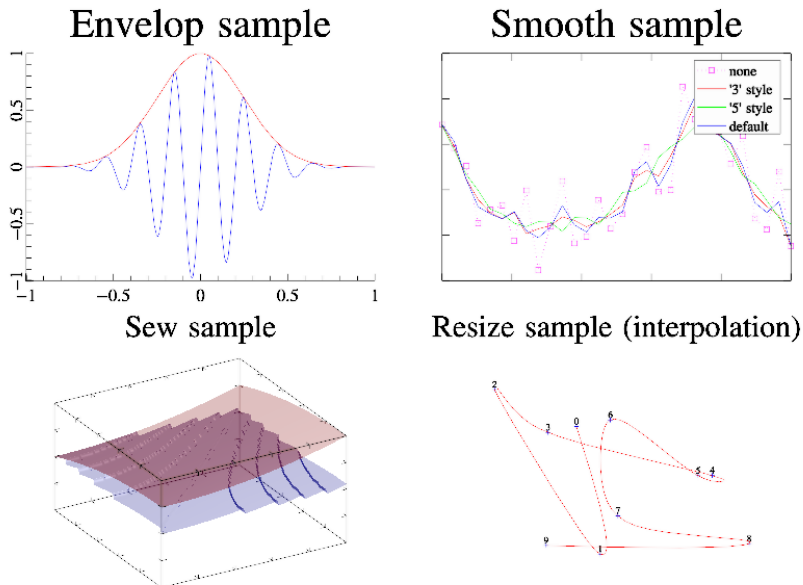 Envelop sample
1
0.5
0
−0.5
−1
−1
−0.5
0
0.5
1
Smooth sample
none
'3' style
'5' style
default
Sew sample
Resize sample (interpolation)
2
3
0
6
5
4
7
9
1
8